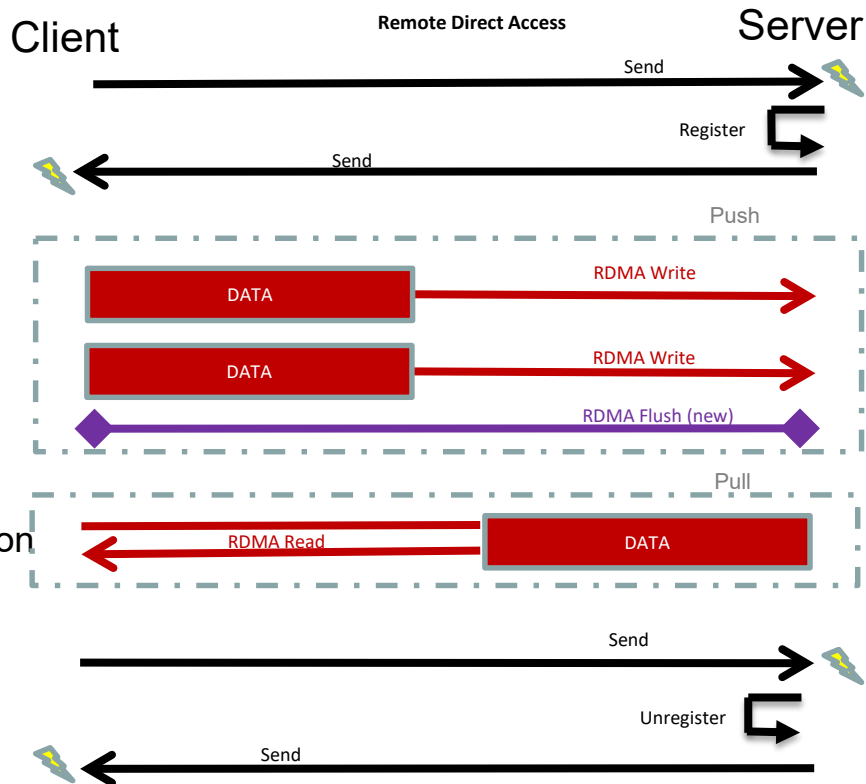 Remote Direct Access
Client
Server
Send
Register
Send
Push
DATA
RDMA Write
DATA
RDMA Write
RDMA Flush (new)
Pull
on
RDMA Read
DATA
Send
Unregister
Send